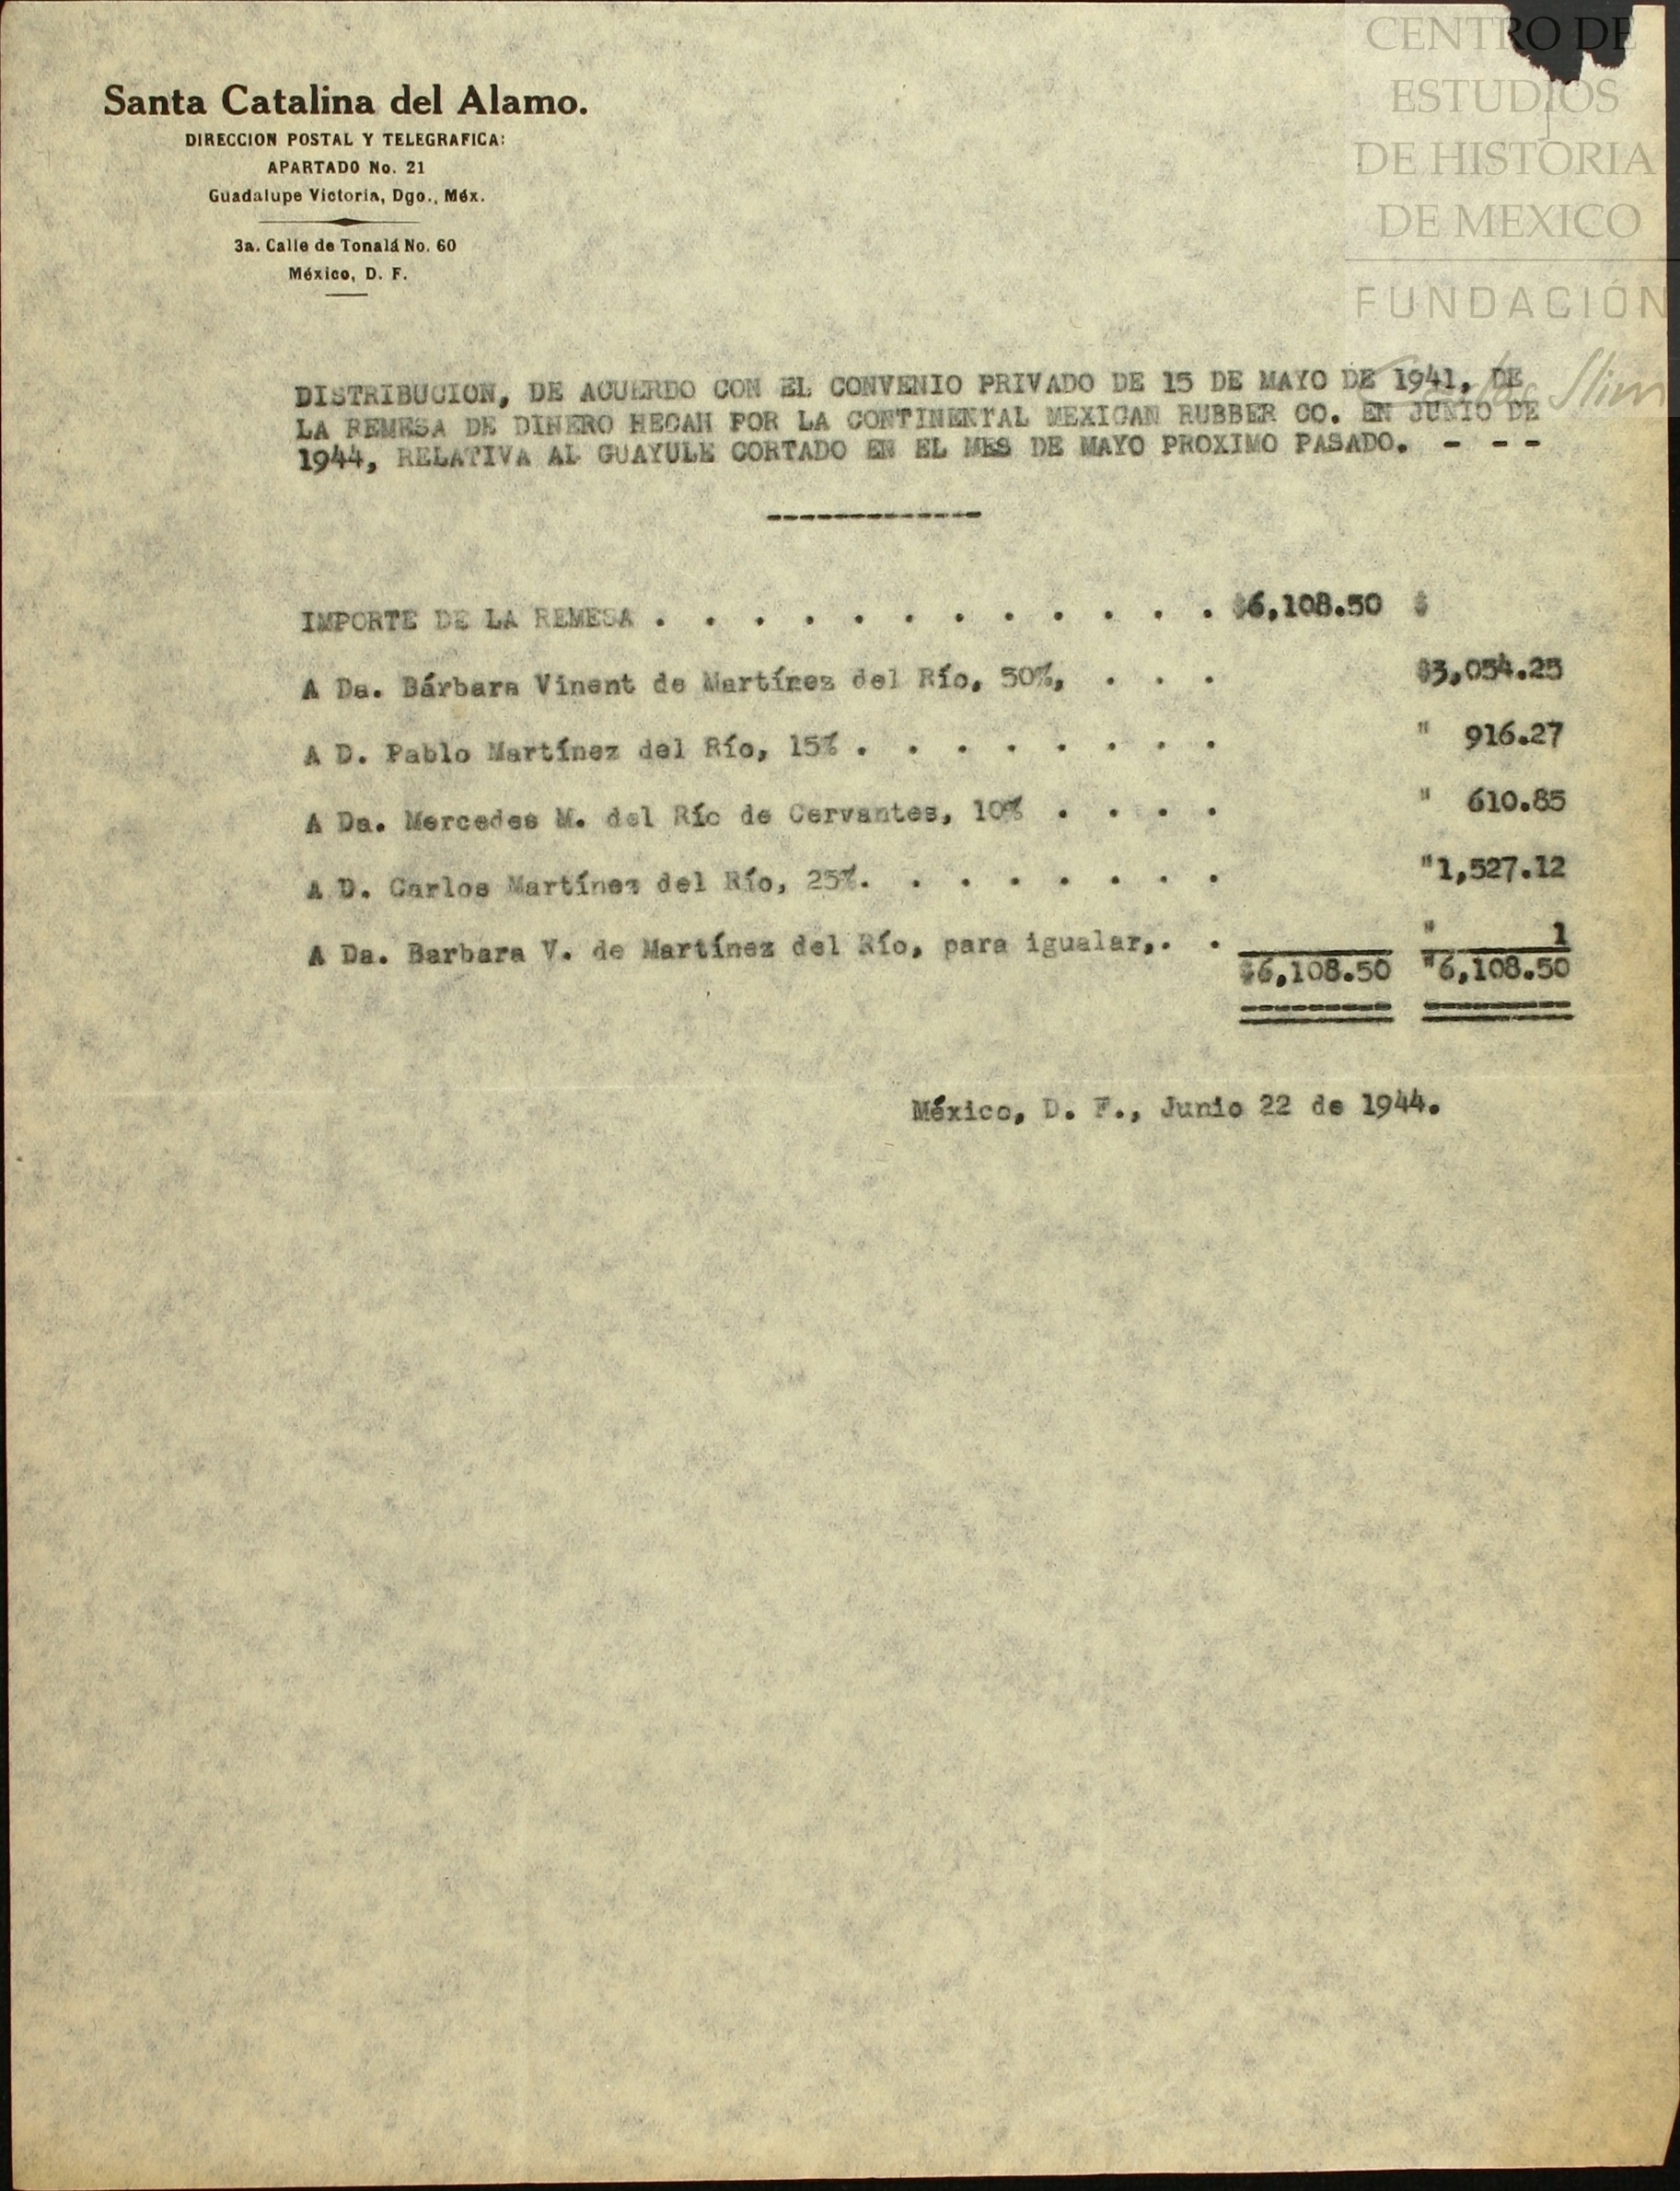 CENTRO DE
ESTUDIOS
DE HISTORIA
DE MEXICO
FUNDACIÓN
Carlos Slim
Santa Catalina del Alamo.
DIRECCION POSTAL Y TELEGRAFICA:
APARTADO No. 21
Guadalupe Victoria, Dgo., Méx.
3a. Calle de Tonalá No. 60
México, D. F.
DISTRIBUCION, DE ACUERDO CON EL CONVENIO PRIVADO DE 15 DE MAYO DE 1941, DE
LA REMESA DE DINERO HECAH POR LA CONTINENTAL MEXICAN RUBBER CO. EN JUNIO DE
1944, RELATIVA AL GUAYULE CORTADO EN EL MES DE MAYO PROXIMO PASADO. - - -
-------------
IMPORTE DE LA REMESA . . . . . . . . . . . . $6,108.50 $
A Da. Bárbara Vinent de Martínez del Río, 50%, . . . $3,054.25
A D. Pablo Martínez del Río, 15% . . . . . . . . " 916.27
A Da. Mercedes M. del Río de Cervantes, 10% . . . . " 610.85
A D. Carlos Martínez del Río, 25%. . . . . . . . "1,527.12
A Da. Barbara V. de Martínez del Río, para igualar,. . " 1
$6,108.50 "6,108.50
México, D. F., Junio 22 de 1944.